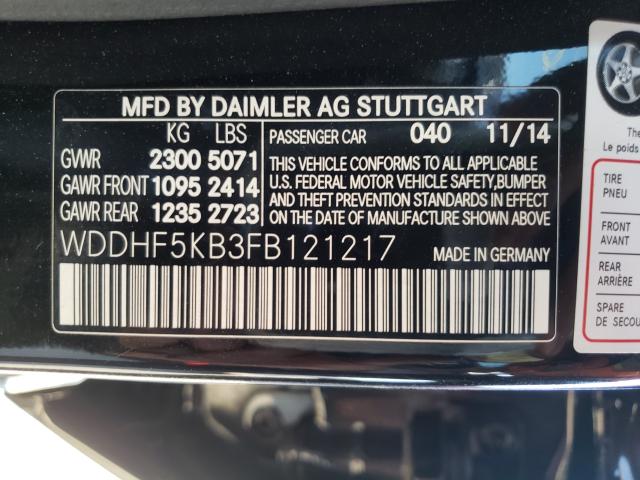 MFD BY DAIMLER AG STUTTGART
KG LBS
GVWR 2300 5071
GAWR FRONT 1095 2414
GAWR REAR 1235 2723
PASSENGER CAR 040 11/14
THIS VEHICLE CONFORMS TO ALL APPLICABLE
U.S. FEDERAL MOTOR VEHICLE SAFETY,BUMPER
AND THEFT PREVENTION STANDARDS IN EFFECT
ON THE DATE OF MANUFACTURE SHOWN ABOVE.
WDDHF5KB3FB121217
MADE IN GERMANY
The
Le poids
TIRE
PNEU
FRONT
AVANT
REAR
ARRIÈRE
SPARE
DE SECOU